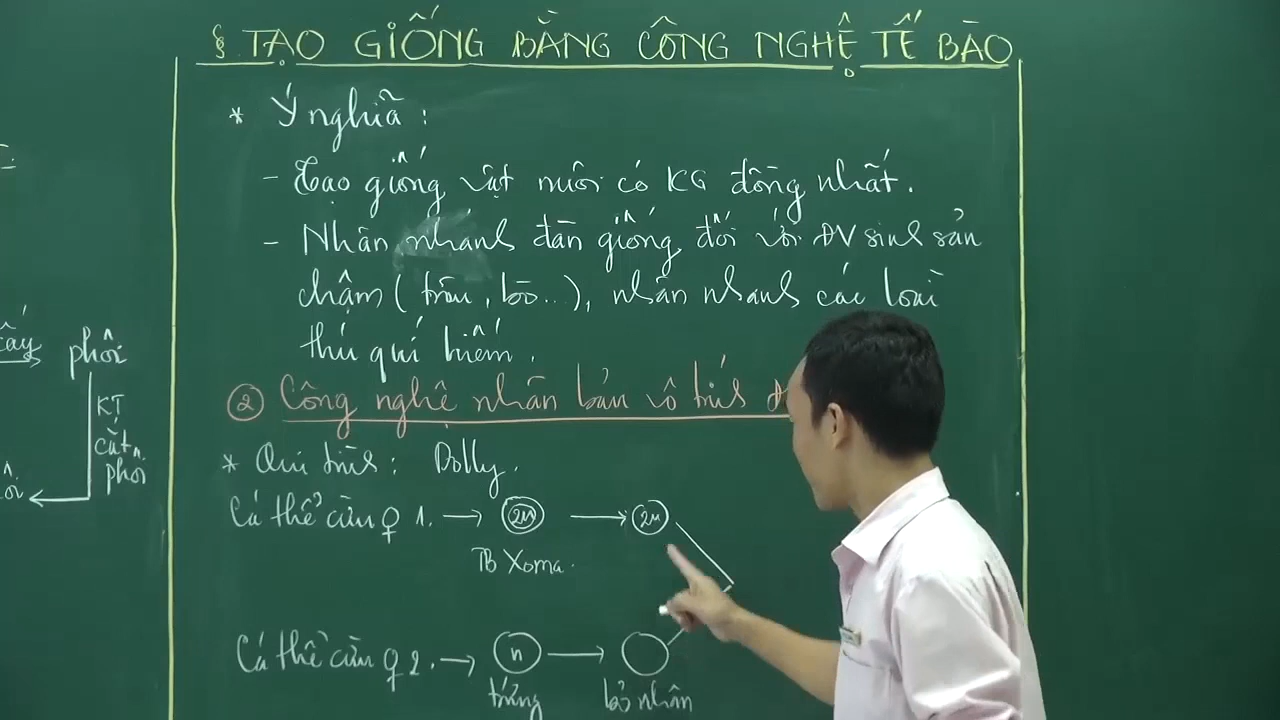 § TẠO GIỐNG BẰNG CÔNG NGHỆ TẾ BÀO
* Ý nghĩa :
- Tạo giống vật nuôi có KG đồng nhất.
- Nhân nhanh đàn giống đối với ĐV sinh sản
chậm ( trâu , bò ...), nhân nhanh các loài
thú quí hiếm .
② Công nghệ nhân bản vô tính
* Qui trình : Dolly.
Cá thể cừu ♀ 1. → 2n → 2n
TB Xoma.
Cá thể cừu ♀ 2. → n →
trứng bỏ nhân
cấy phôi
KT
cắt
phôi